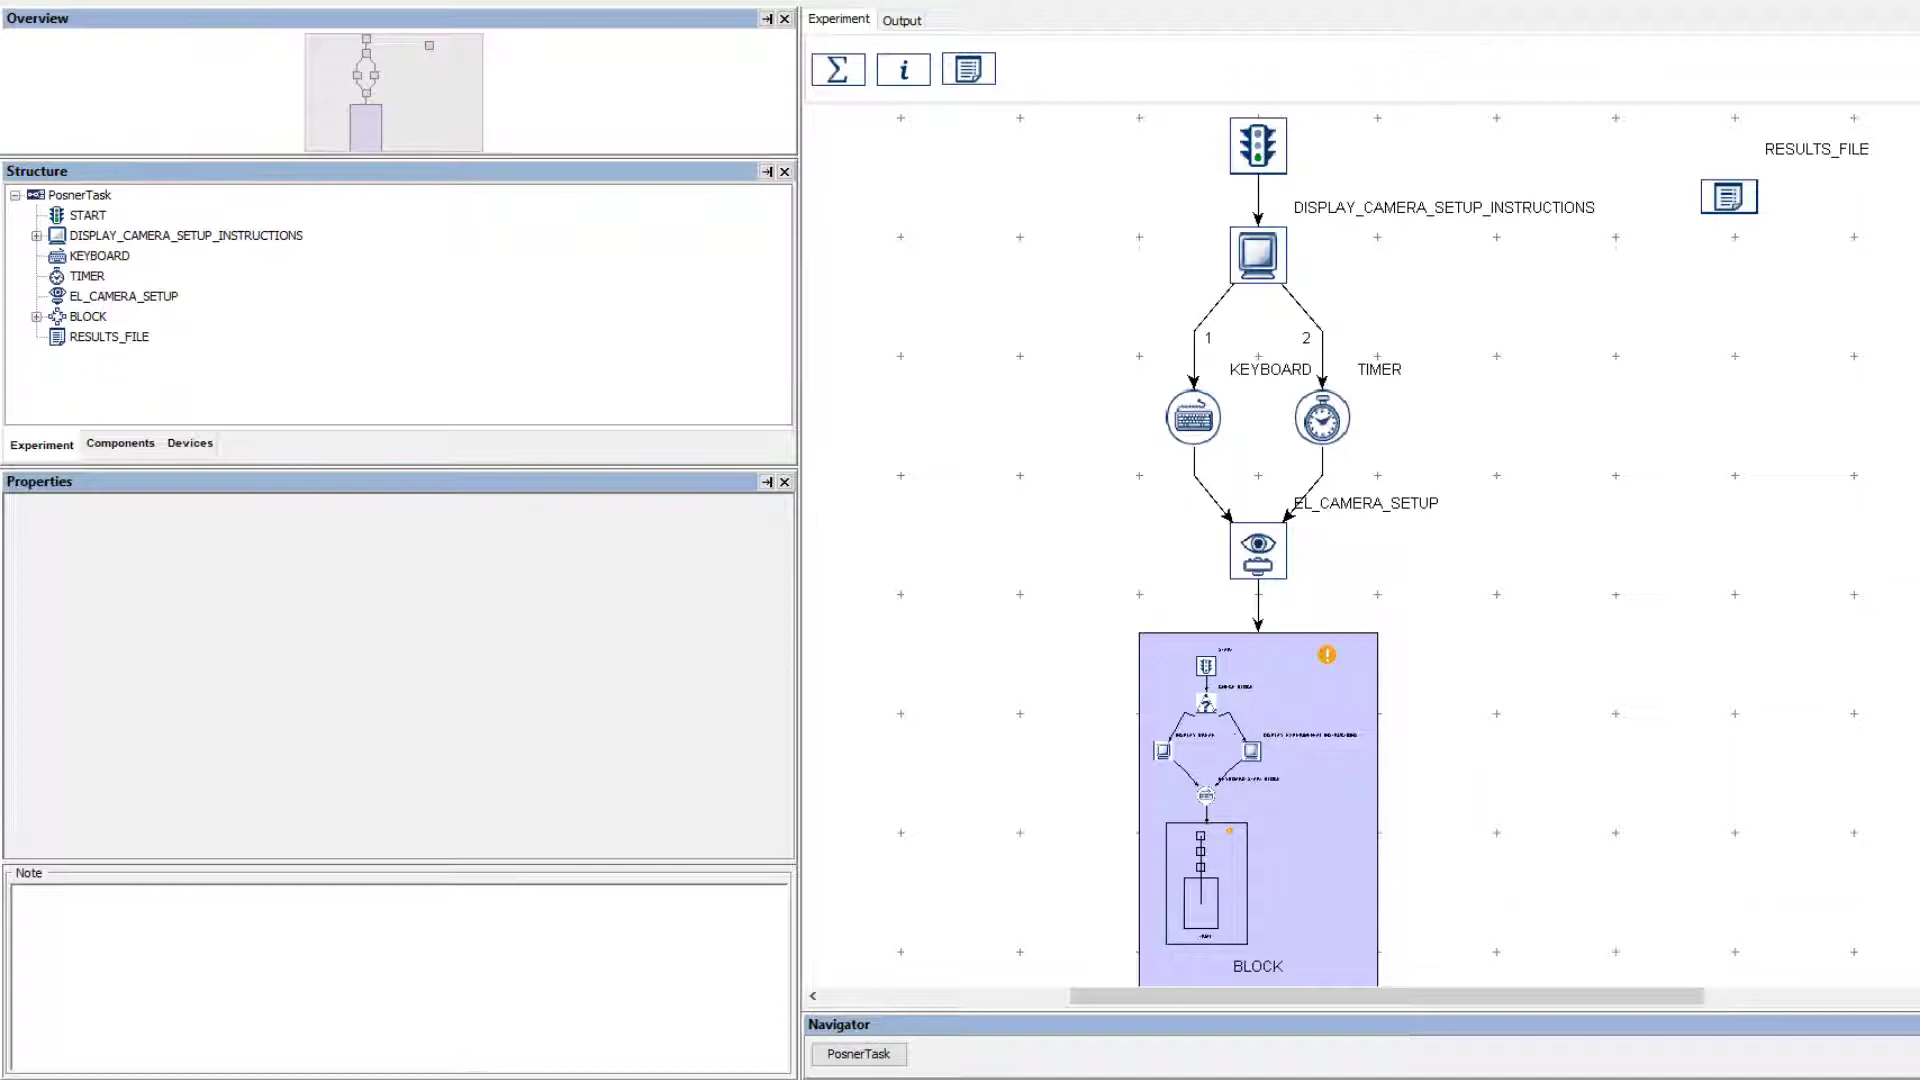 Overview
Structure
PosnerTask
START
DISPLAY_CAMERA_SETUP_INSTRUCTIONS
KEYBOARD
TIMER
EL_CAMERA_SETUP
BLOCK
RESULTS_FILE
Experiment Components Devices
Properties
Note
Experiment Output
RESULTS_FILE
DISPLAY_CAMERA_SETUP_INSTRUCTIONS
1 2
KEYBOARD TIMER
EL_CAMERA_SETUP
BLOCK
Navigator
PosnerTask